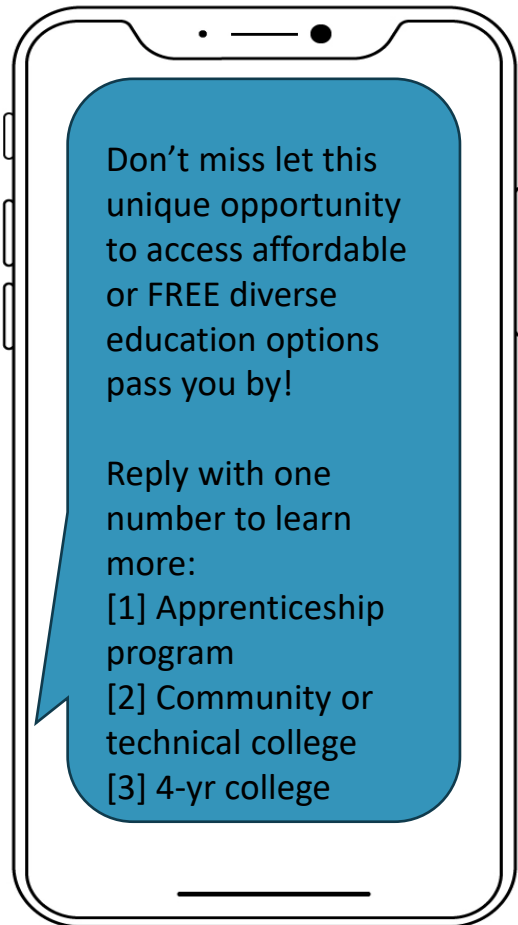 Don’t miss let this
unique opportunity
to access affordable
or FREE diverse
education options
pass you by!
Reply with one
number to learn
more:
[1] Apprenticeship
program
[2] Community or
technical college
[3] 4-yr college